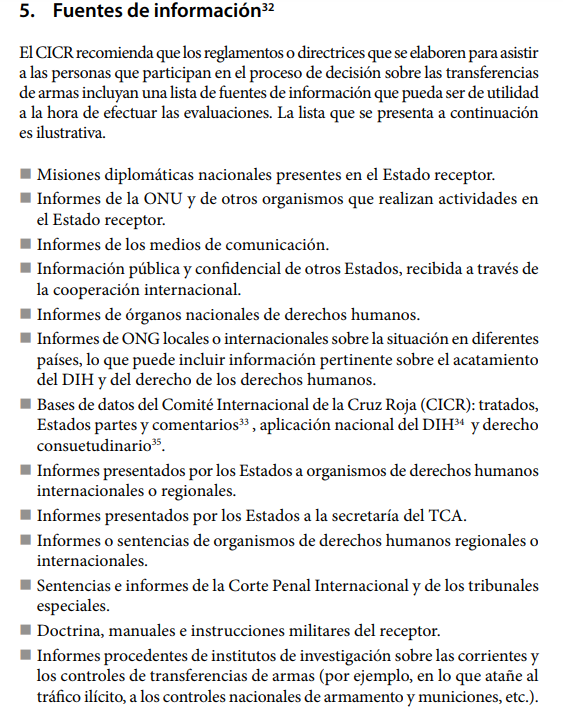 5. Fuentes de información³²
El CICR recomienda que los reglamentos o directrices que se elaboren para asistir
a las personas que participan en el proceso de decisión sobre las transferencias
de armas incluyan una lista de fuentes de información que pueda ser de utilidad
a la hora de efectuar las evaluaciones. La lista que se presenta a continuación
es ilustrativa.
■ Misiones diplomáticas nacionales presentes en el Estado receptor.
■ Informes de la ONU y de otros organismos que realizan actividades en
el Estado receptor.
■ Informes de los medios de comunicación.
■ Información pública y confidencial de otros Estados, recibida a través de
la cooperación internacional.
■ Informes de órganos nacionales de derechos humanos.
■ Informes de ONG locales o internacionales sobre la situación en diferentes
países, lo que puede incluir información pertinente sobre el acatamiento
del DIH y del derecho de los derechos humanos.
■ Bases de datos del Comité Internacional de la Cruz Roja (CICR): tratados,
Estados partes y comentarios³³ , aplicación nacional del DIH³⁴ y derecho
consuetudinario³⁵.
■ Informes presentados por los Estados a organismos de derechos humanos
internacionales o regionales.
■ Informes presentados por los Estados a la secretaría del TCA.
■ Informes o sentencias de organismos de derechos humanos regionales o
internacionales.
■ Sentencias e informes de la Corte Penal Internacional y de los tribunales
especiales.
■ Doctrina, manuales e instrucciones militares del receptor.
■ Informes procedentes de institutos de investigación sobre las corrientes y
los controles de transferencias de armas (por ejemplo, en lo que atañe al
tráfico ilícito, a los controles nacionales de armamento y municiones, etc.).